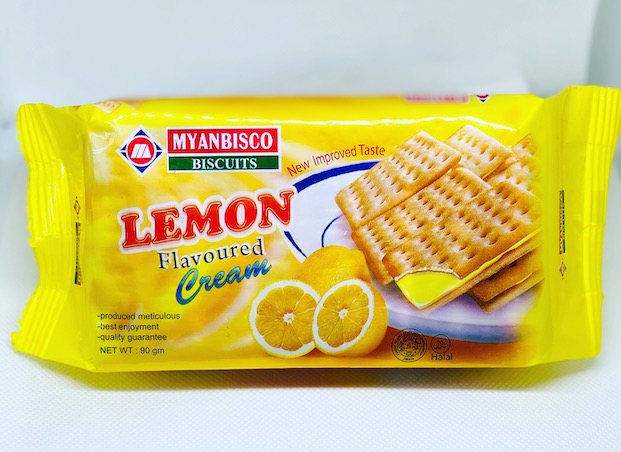 MYANBISCO
BISCUITS
New Improved Taste
LEMON
Flavoured
Cream
-produced meticulous
-best enjoyment
-quality guarantee
NET WT : 90 gm
Halal